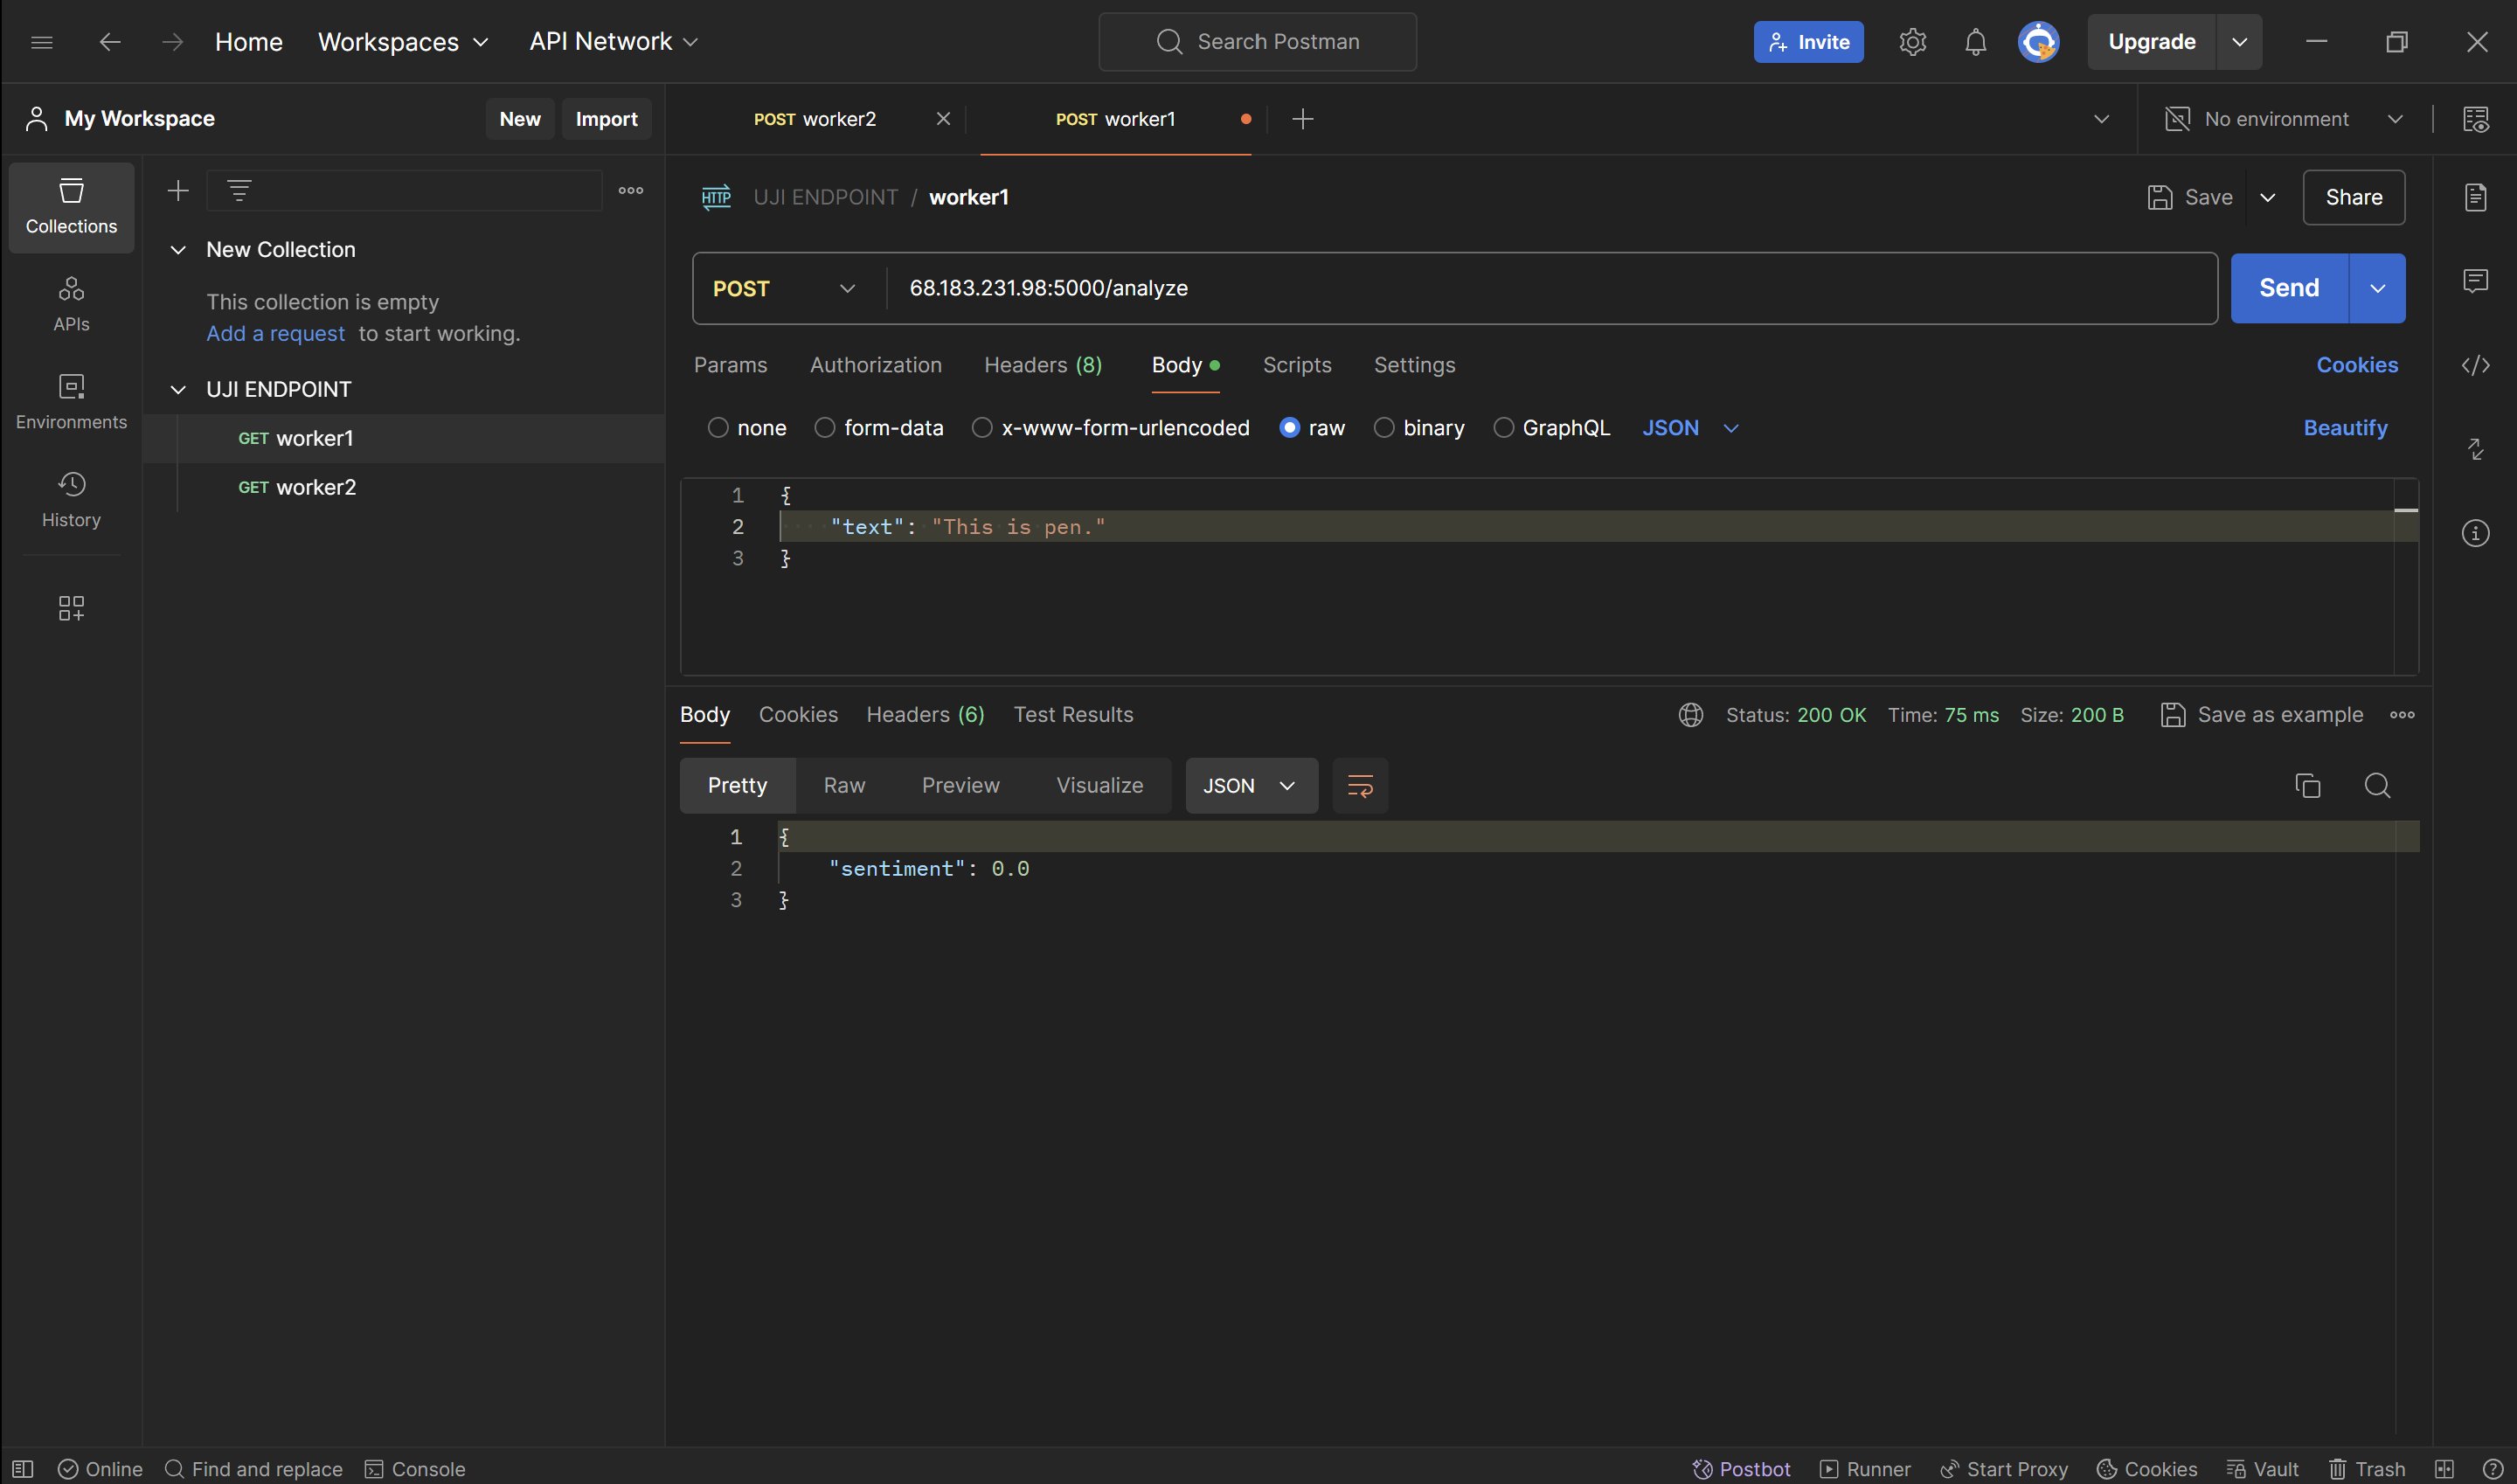 Home Workspaces API Network Search Postman Invite Upgrade
My Workspace New Import POST worker2 POST worker1 No environment
Collections
APIs
Environments
History
New Collection
This collection is empty
Add a request to start working.
UJI ENDPOINT
GET worker1
GET worker2
HTTP UJI ENDPOINT / worker1 Save Share
POST 68.183.231.98:5000/analyze Send
Params Authorization Headers (8) Body Scripts Settings Cookies
none form-data x-www-form-urlencoded raw binary GraphQL JSON Beautify
1 {
2 "text": "This is pen."
3 }
Body Cookies Headers (6) Test Results Status: 200 OK Time: 75 ms Size: 200 B Save as example
Pretty Raw Preview Visualize JSON
1 {
2 "sentiment": 0.0
3 }
Online Find and replace Console Postbot Runner Start Proxy Cookies Vault Trash